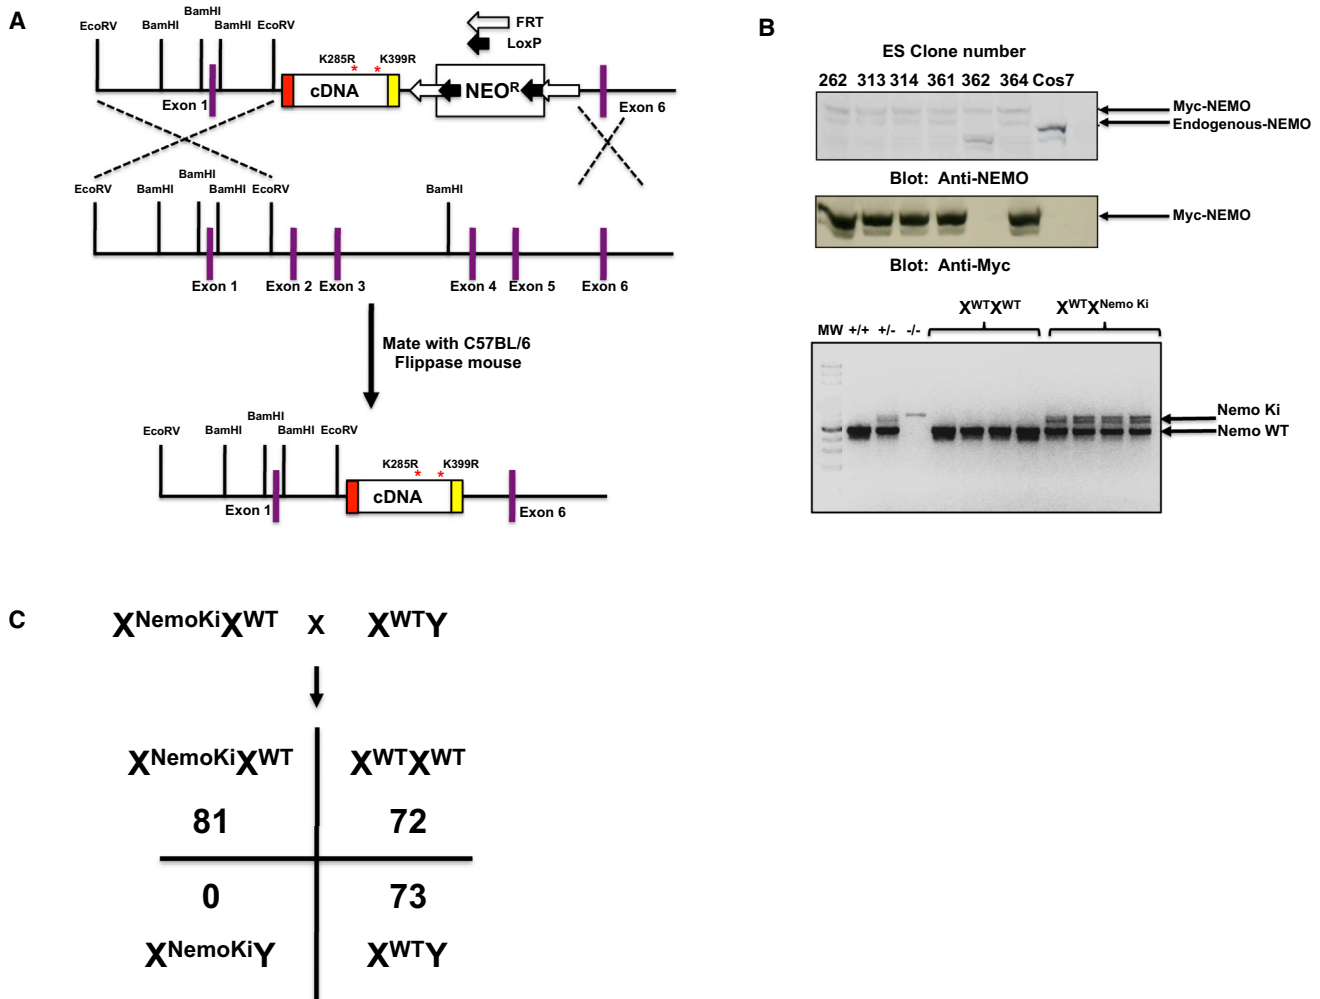 A
EcoRV BamHI BamHI BamHI EcoRV
FRT
LoxP
K285R K399R
* *
cDNA
NEOR
Exon 1
Exon 6
EcoRV BamHI BamHI BamHI EcoRV BamHI
Exon 1 Exon 2 Exon 3 Exon 4 Exon 5 Exon 6
Mate with C57BL/6
Flippase mouse
EcoRV BamHI BamHI BamHI EcoRV
K285R K399R
* *
cDNA
Exon 1
Exon 6
B
ES Clone number
262 313 314 361 362 364 Cos7
Myc-NEMO
Endogenous-NEMO
Blot: Anti-NEMO
Myc-NEMO
Blot: Anti-Myc
XWTXWT XWTXNemo Ki
MW +/+ +/- -/-
Nemo Ki
Nemo WT
C
XNemoKiXWT X XWTY
XNemoKiXWT XWTXWT
81 72
0 73
XNemoKiY XWTY